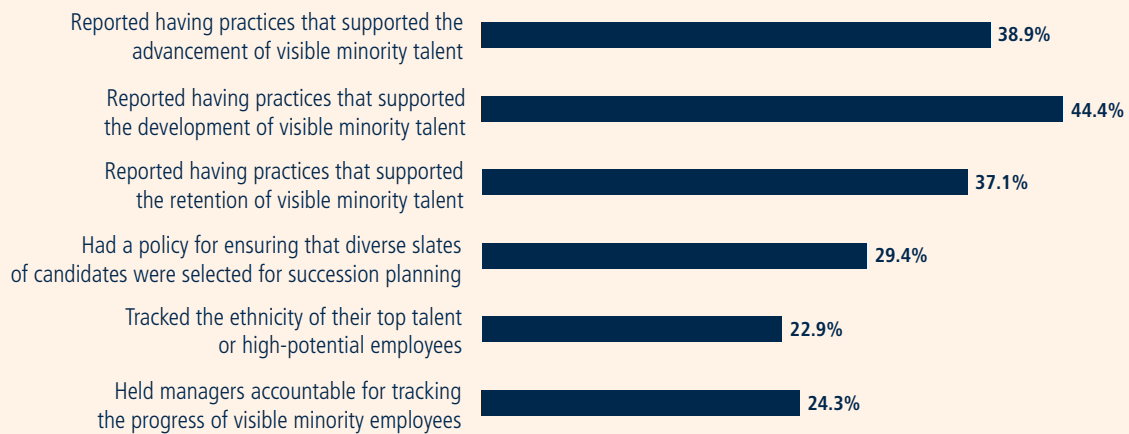 Reported having practices that supported the
advancement of visible minority talent
38.9%
Reported having practices that supported
the development of visible minority talent
44.4%
Reported having practices that supported
the retention of visible minority talent
37.1%
Had a policy for ensuring that diverse slates
of candidates were selected for succession planning
29.4%
Tracked the ethnicity of their top talent
or high-potential employees
22.9%
Held managers accountable for tracking
the progress of visible minority employees
24.3%